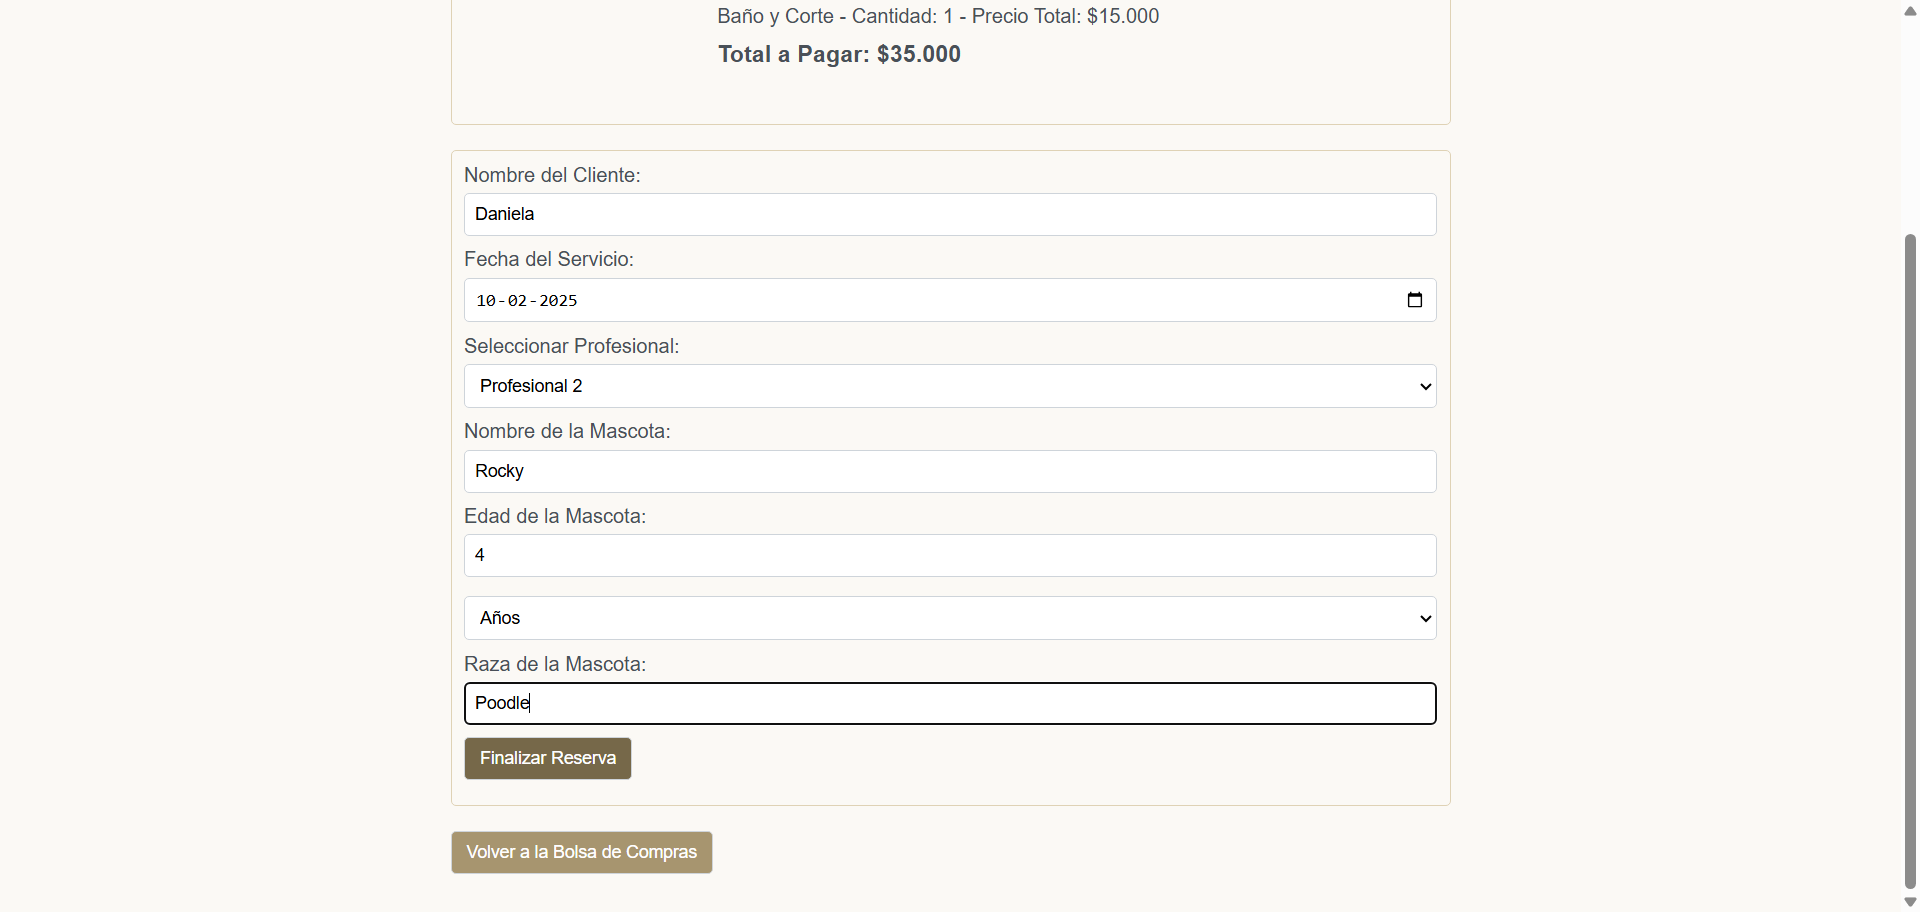 Baño y Corte - Cantidad: 1 - Precio Total: $15.000
Total a Pagar: $35.000
Nombre del Cliente:
Daniela
Fecha del Servicio:
10-02-2025
Seleccionar Profesional:
Profesional 2
Nombre de la Mascota:
Rocky
Edad de la Mascota:
4
Años
Raza de la Mascota:
Poodle
Finalizar Reserva
Volver a la Bolsa de Compras